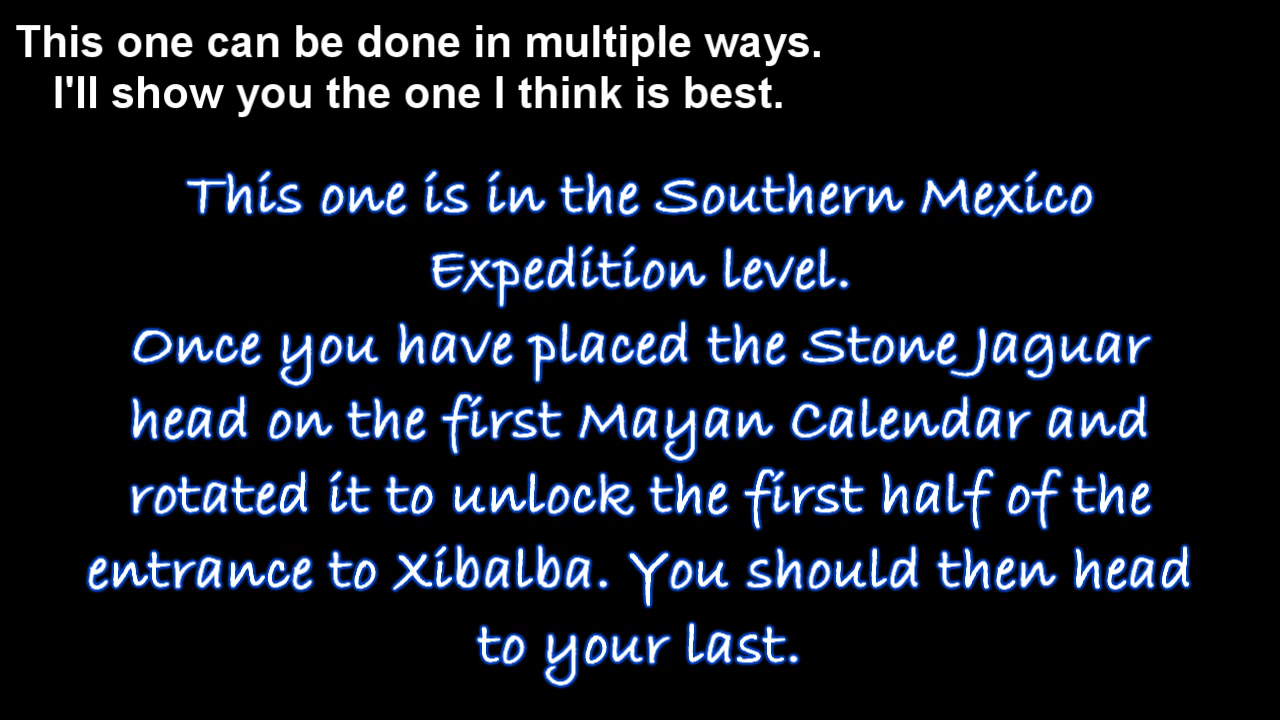 This one can be done in multiple ways.
I'll show you the one I think is best.
This one is in the Southern Mexico
Expedition level.
Once you have placed the Stone Jaguar
head on the first Mayan Calendar and
rotated it to unlock the first half of the
entrance to Xibalba. You should then head
to your last.